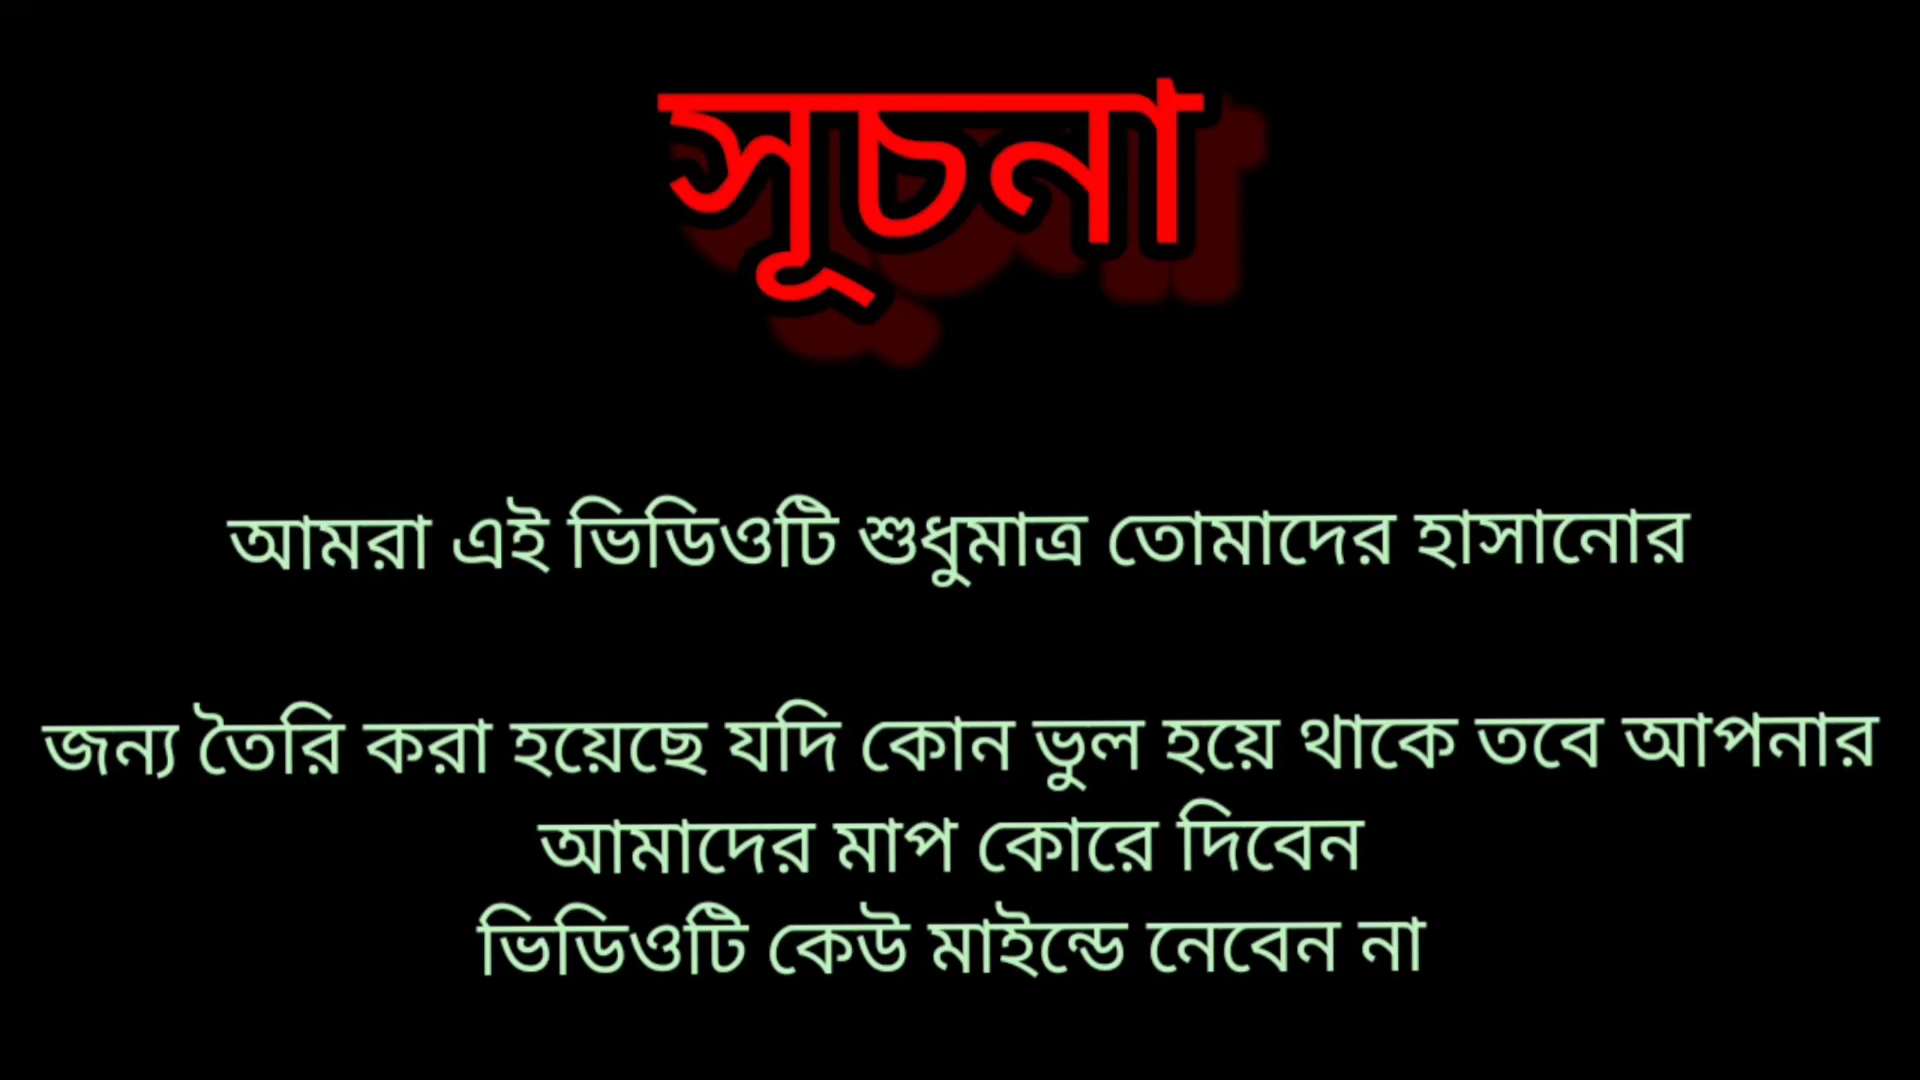 সূচনা
আমরা এই ভিডিওটি শুধুমাত্র তোমাদের হাসানোর
জন্য তৈরি করা হয়েছে যদি কোন ভুল হয়ে থাকে তবে আপনার
আমাদের মাপ কোরে দিবেন
ভিডিওটি কেউ মাইন্ডে নেবেন না